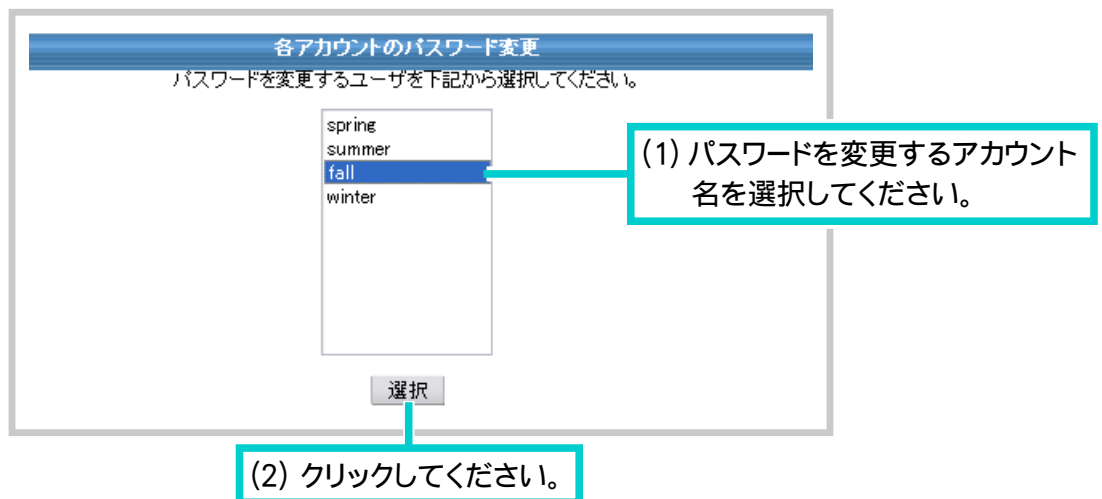 各アカウントのパスワード変更
パスワードを変更するユーザを下記から選択してください。
spring
summer
fall
winter
(1) パスワードを変更するアカウント
名を選択してください。
選択
(2) クリックしてください。